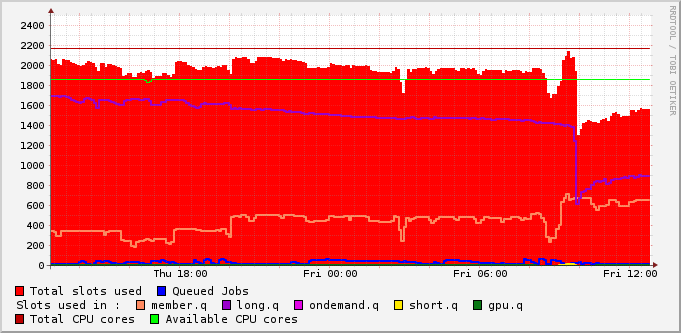 2400
2200
2000
1800
1600
1400
1200
1000
800
600
400
200
0
Thu 18:00 Fri 00:00 Fri 06:00 Fri 12:00
Total slots used Queued Jobs
Slots used in : member.q long.q ondemand.q short.q gpu.q
Total CPU cores Available CPU cores
RRDTOOL / TOBI OETIKER